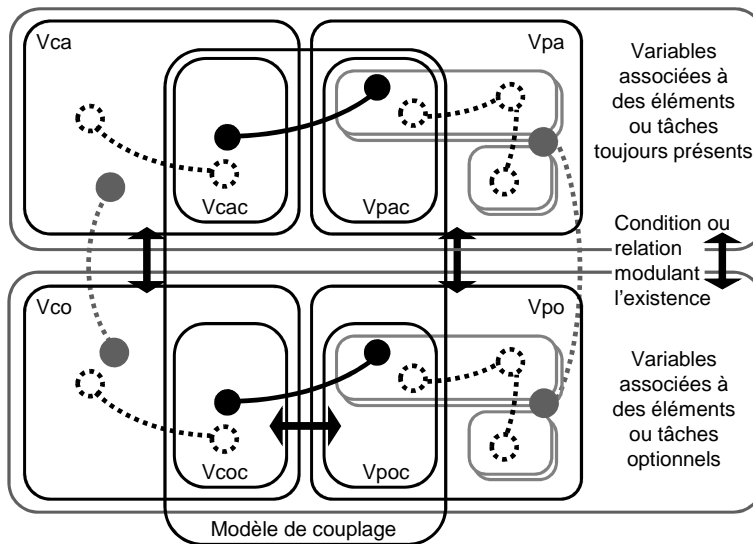 Vca
Vpa
Variables
associées à
des éléments
ou tâches
toujours présents
Vcac
Vpac
Condition ou
relation
modulant
l'existence
Vco
Vpo
Variables
associées à
des éléments
ou tâches
optionnels
Vcoc
Vpoc
Modèle de couplage